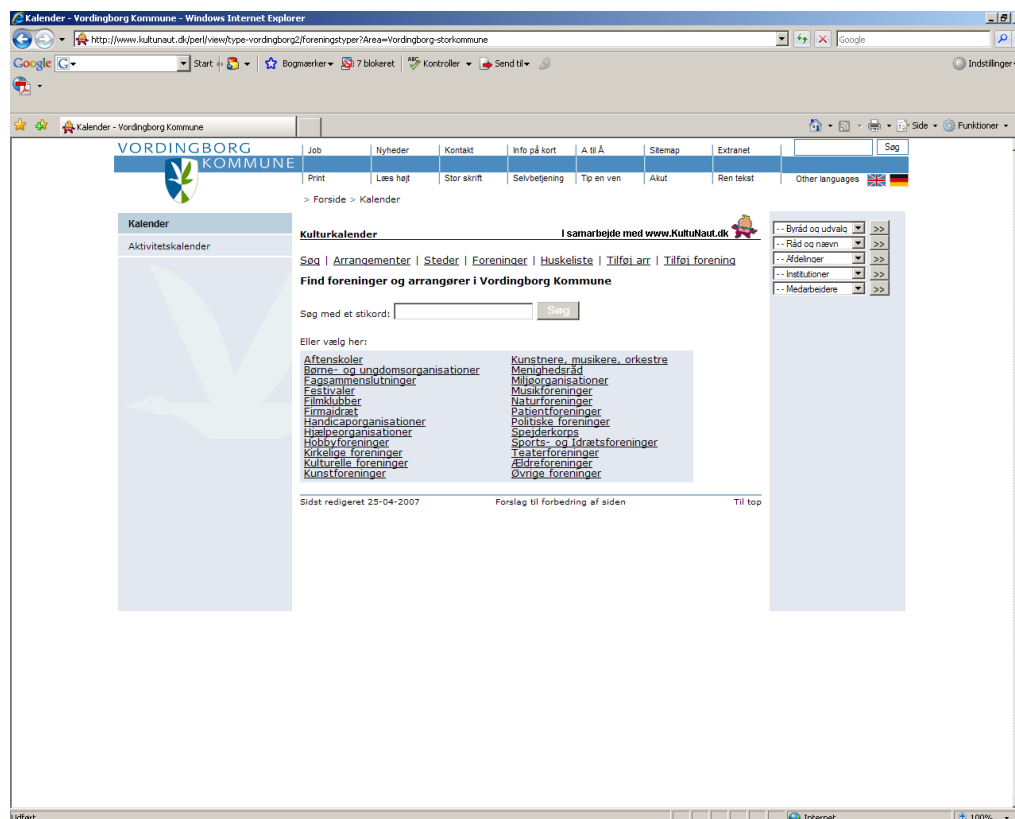 Kalender - Vordingborg Kommune - Windows Internet Explorer
http://www.kultunaut.dk/perl/view/type-vordingborg2/foreningstyper?Area=Vordingborg-storkommune
Google
Google
Start
Bogmærker
7 blokeret
Kontroller
Send til
Indstillinger
Kalender - Vordingborg Kommune
Side
Funktioner
VORDINGBORG
KOMMUNE
Job
Nyheder
Kontakt
Info på kort
A til Å
Sitemap
Extranet
Søg
Print
Læs højt
Stor skrift
Selvbetjening
Tip en ven
Akut
Ren tekst
Other languages
> Forside > Kalender
Kalender
Aktivitetskalender
Kulturkalender
I samarbejde med www.KultuNaut.dk
Søg | Arrangementer | Steder | Foreninger | Huskeliste | Tilføj arr | Tilføj forening
Find foreninger og arrangører i Vordingborg Kommune
Søg med et stikord:
Søg
Eller vælg her:
Aftenskoler
Børne- og ungdomsorganisationer
Fagsammenslutninger
Festivaler
Filmklubber
Firmaidræt
Handicaporganisationer
Hjælpeorganisationer
Hobbyforeninger
Kirkelige foreninger
Kulturelle foreninger
Kunstforeninger
Kunstnere, musikere, orkestre
Menighedsråd
Miljøorganisationer
Musikforeninger
Naturforeninger
Patientforeninger
Politiske foreninger
Spejderkorps
Sports- og Idrætsforeninger
Teaterforeninger
Ældreforeninger
Øvrige foreninger
-- Byråd og udvalg >>
-- Råd og nævn >>
-- Afdelinger >>
-- Institutioner >>
-- Medarbejdere >>
Sidst redigeret 25-04-2007
Forslag til forbedring af siden
Til top
Udført
Internet
100%